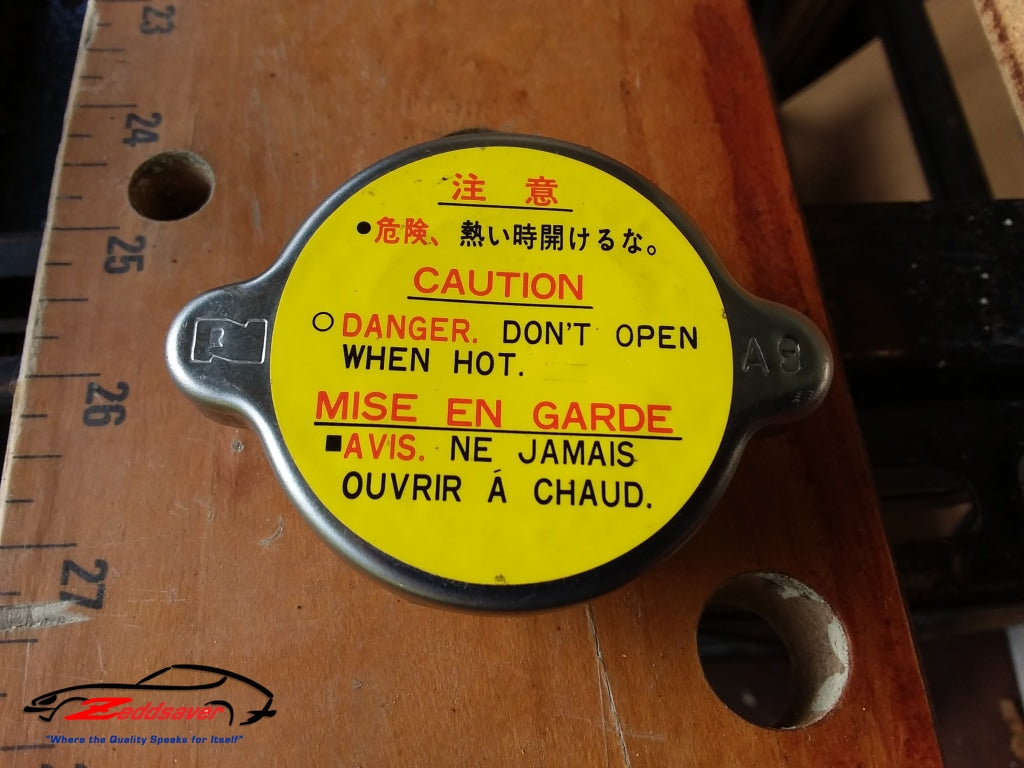 23
24
25
26
27
注意
●危険、熱い時開けるな。
CAUTION
○DANGER. DON'T OPEN
WHEN HOT.
MISE EN GARDE
■AVIS. NE JAMAIS
OUVRIR Á CHAUD.
R
A 8
Zeddsaver
"Where the Quality Speaks for Itself"